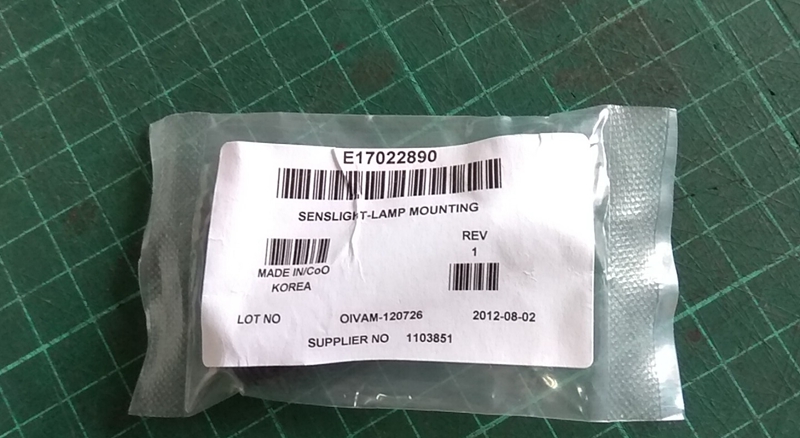 E17022890
SENSLIGHT-LAMP MOUNTING
REV
1
MADE IN/CoO
KOREA
LOT NO OIVAM-120726 2012-08-02
SUPPLIER NO 1103851